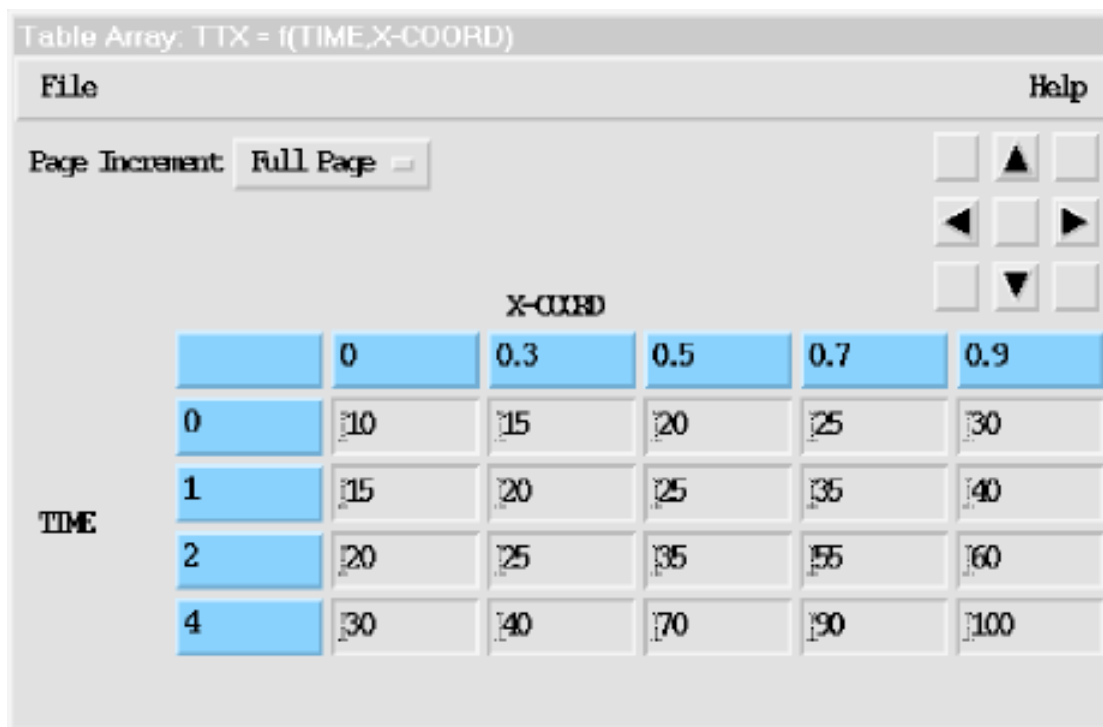 Table Array: TTX = f(TIME,X-COORD)
File Help
Page Increment Full Page
X-COORD
0 0.3 0.5 0.7 0.9
0 10 15 20 25 30
1 15 20 25 35 40
TIME
2 20 25 35 55 60
4 30 40 70 90 100